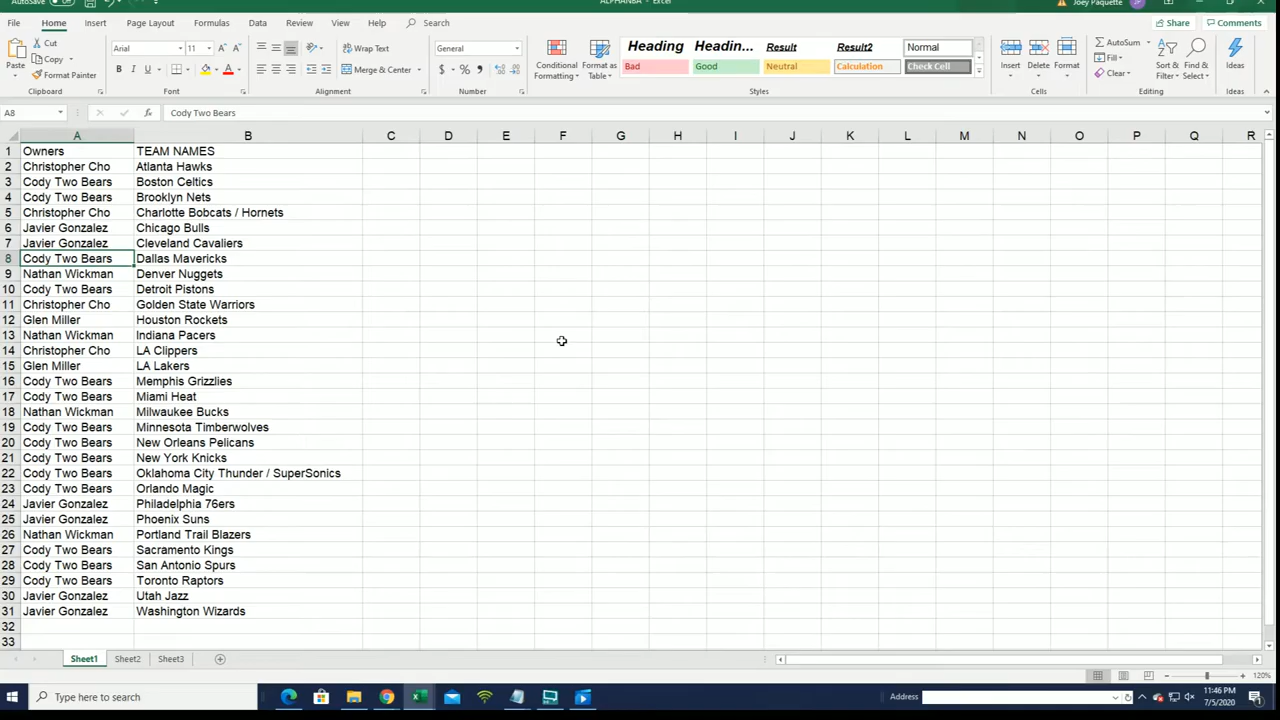 AutoSave
ALPHANBA - Excel
Joey Paquette JP
File Home Insert Page Layout Formulas Data Review View Help Search Share Comments
Paste Cut Copy Format Painter Clipboard
Arial 11 A A B I U A Font
Wrap Text Merge & Center Alignment
General $ % , Number
Conditional Formatting Format as Table
Heading Headin... Result Result2 Normal
Bad Good Neutral Calculation Check Cell
Styles
Insert Delete Format Cells
AutoSum Fill Clear Sort & Filter Find & Select Editing
Ideas Ideas
A8 fx Cody Two Bears
A B C D E F G H I J K L M N O P Q R
1 Owners TEAM NAMES
2 Christopher Cho Atlanta Hawks
3 Cody Two Bears Boston Celtics
4 Cody Two Bears Brooklyn Nets
5 Christopher Cho Charlotte Bobcats / Hornets
6 Javier Gonzalez Chicago Bulls
7 Javier Gonzalez Cleveland Cavaliers
8 Cody Two Bears Dallas Mavericks
9 Nathan Wickman Denver Nuggets
10 Cody Two Bears Detroit Pistons
11 Christopher Cho Golden State Warriors
12 Glen Miller Houston Rockets
13 Nathan Wickman Indiana Pacers
14 Christopher Cho LA Clippers
15 Glen Miller LA Lakers
16 Cody Two Bears Memphis Grizzlies
17 Cody Two Bears Miami Heat
18 Nathan Wickman Milwaukee Bucks
19 Cody Two Bears Minnesota Timberwolves
20 Cody Two Bears New Orleans Pelicans
21 Cody Two Bears New York Knicks
22 Cody Two Bears Oklahoma City Thunder / SuperSonics
23 Cody Two Bears Orlando Magic
24 Javier Gonzalez Philadelphia 76ers
25 Javier Gonzalez Phoenix Suns
26 Nathan Wickman Portland Trail Blazers
27 Cody Two Bears Sacramento Kings
28 Cody Two Bears San Antonio Spurs
29 Cody Two Bears Toronto Raptors
30 Javier Gonzalez Utah Jazz
31 Javier Gonzalez Washington Wizards
32
33
Sheet1 Sheet2 Sheet3
120%
Type here to search
Address
11:46 PM
7/5/2020